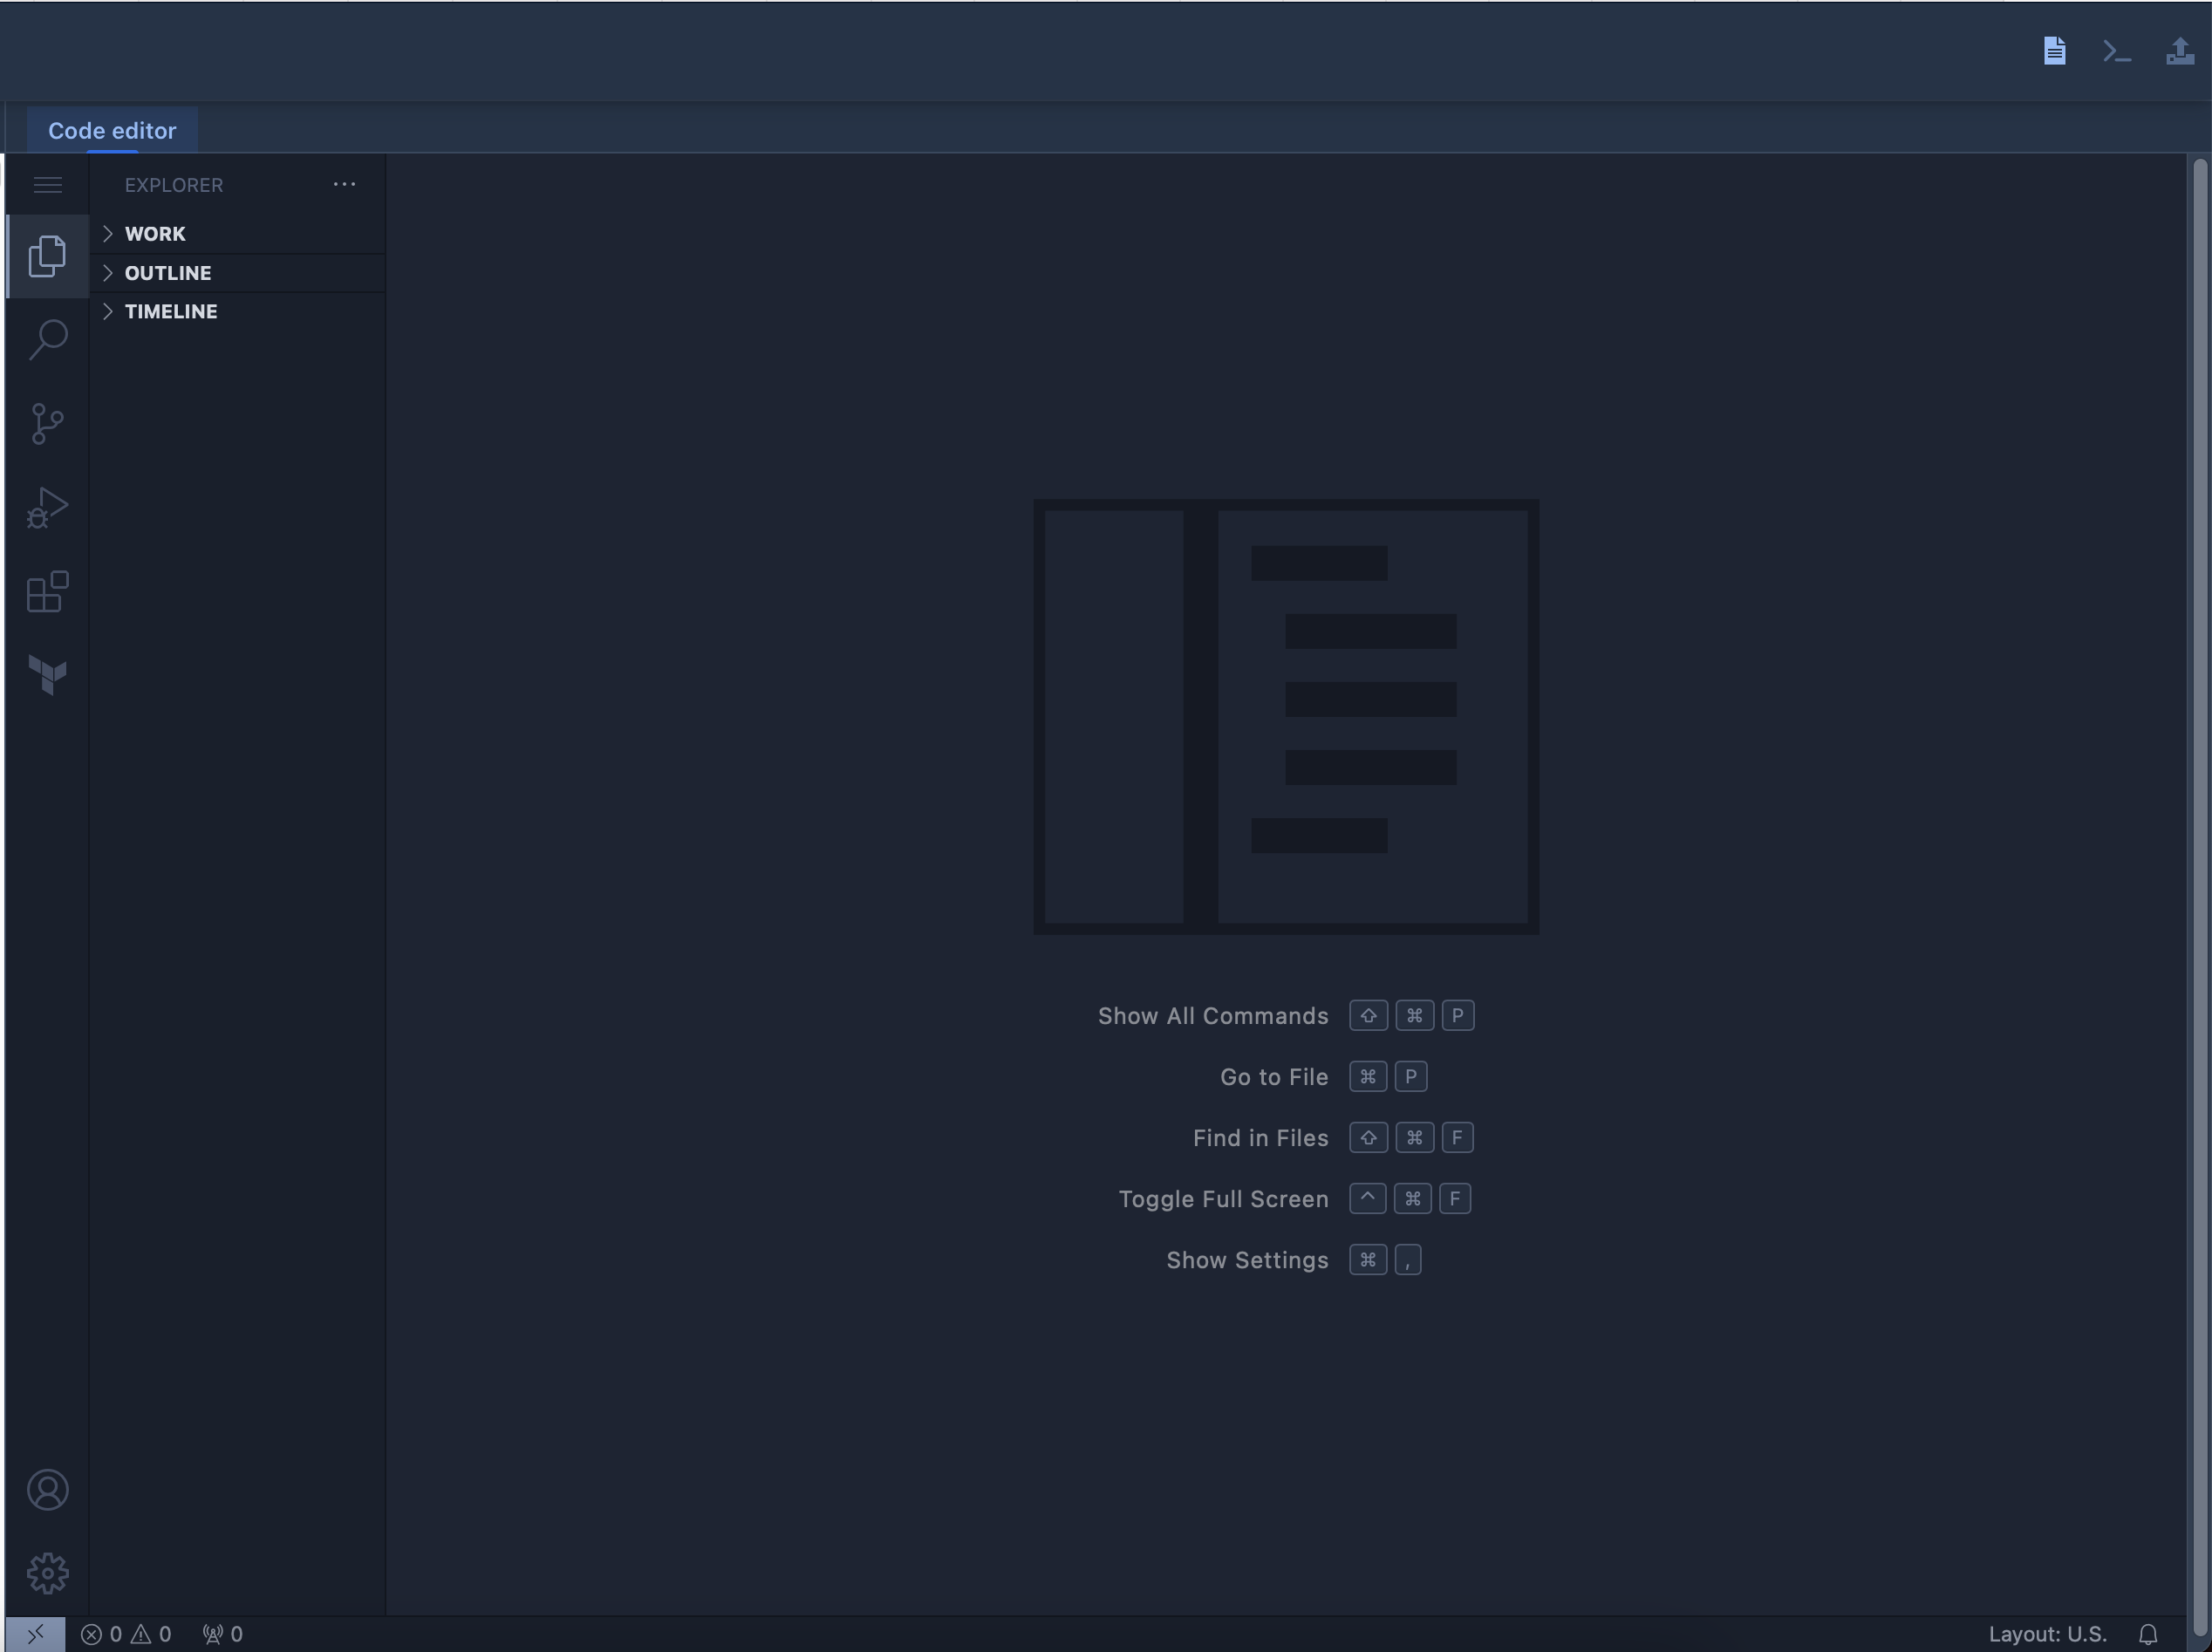 Code editor
EXPLORER
WORK
OUTLINE
TIMELINE
Show All Commands ⇧ ⌘ P
Go to File ⌘ P
Find in Files ⇧ ⌘ F
Toggle Full Screen ^ ⌘ F
Show Settings ⌘ ,
0 0 0
Layout: U.S.